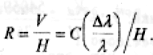 R = V/H = C(Δλ/λ)/H.